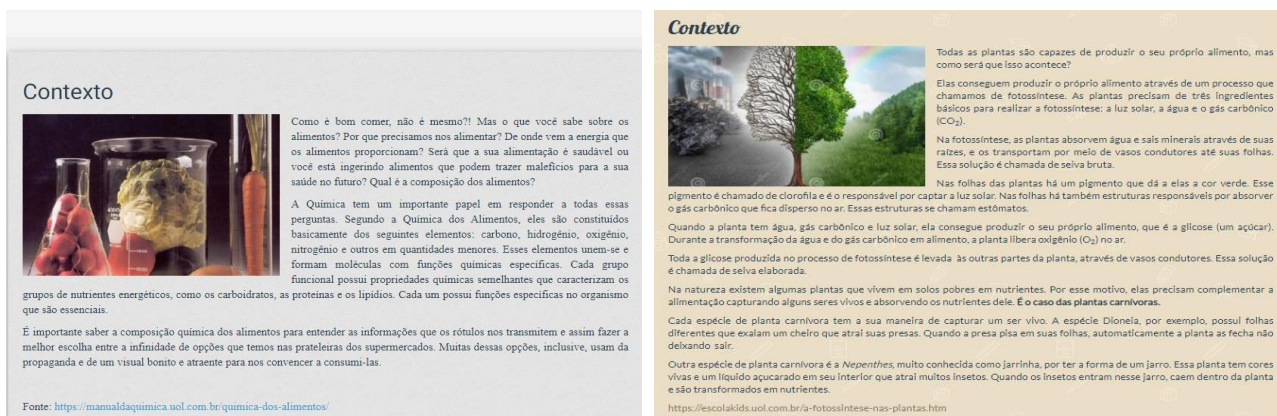 Contexto
Como é bom comer, não é mesmo?! Mas o que você sabe sobre os
alimentos? Por que precisamos nos alimentar? De onde vem a energia que
os alimentos proporcionam? Será que a sua alimentação é saudável ou
você está ingerindo alimentos que podem trazer malefícios para a sua
saúde no futuro? Qual é a composição dos alimentos?
A Química tem um importante papel em responder a todas essas
perguntas. Segundo a Química dos Alimentos, eles são constituídos
basicamente dos seguintes elementos: carbono, hidrogênio, oxigênio,
nitrogênio e outros em quantidades menores. Esses elementos unem-se e
formam moléculas com funções químicas específicas. Cada grupo
funcional possui propriedades químicas semelhantes que caracterizam os
grupos de nutrientes energéticos, como os carboidratos, as proteínas e os lipídios. Cada um possui funções específicas no organismo
que são essenciais.
É importante saber a composição química dos alimentos para entender as informações que os rótulos nos transmitem e assim fazer a
melhor escolha entre a infinidade de opções que temos nas prateleiras dos supermercados. Muitas dessas opções, inclusive, usam da
propaganda e de um visual bonito e atraente para nos convencer a consumi-las.
Fonte: https://manualdaquimica.uol.com.br/quimica-dos-alimentos/
Contexto
Todas as plantas são capazes de produzir o seu próprio alimento, mas
como será que isso acontece?
Elas conseguem produzir o próprio alimento através de um processo que
chamamos de fotossíntese. As plantas precisam de três ingredientes
básicos para realizar a fotossíntese: a luz solar, a água e o gás carbônico
(CO₂).
Na fotossíntese, as plantas absorvem água e sais minerais através de suas
raízes, e os transportam por meio de vasos condutores até suas folhas.
Essa solução é chamada de seiva bruta.
Nas folhas das plantas há um pigmento que dá a elas a cor verde. Esse
pigmento é chamado de clorofila e é o responsável por captar a luz solar. Nas folhas há também estruturas responsáveis por absorver
o gás carbônico que fica disperso no ar. Essas estruturas se chamam estômatos.
Quando a planta tem água, gás carbônico e luz solar, ela consegue produzir o seu próprio alimento, que é a glicose (um açúcar).
Durante a transformação da água e do gás carbônico em alimento, a planta libera oxigênio (O₂) no ar.
Toda a glicose produzida no processo de fotossíntese é levada às outras partes da planta, através de vasos condutores. Essa solução
é chamada de seiva elaborada.
Na natureza existem algumas plantas que vivem em solos pobres em nutrientes. Por esse motivo, elas precisam complementar a
alimentação capturando alguns seres vivos e absorvendo os nutrientes dele. É o caso das plantas carnívoras.
Cada espécie de planta carnívora tem a sua maneira de capturar um ser vivo. A espécie Dioneia, por exemplo, possui folhas
diferentes que exalam um cheiro que atrai suas presas. Quando a presa pisa em suas folhas, automaticamente a planta as fecha não
deixando sair.
Outra espécie de planta carnívora é a Nepenthes, muito conhecida como jarrinha, por ter a forma de um jarro. Essa planta tem cores
vivas e um líquido açucarado em seu interior que atrai muitos insetos. Quando os insetos entram nesse jarro, caem dentro da planta
e são transformados em nutrientes.
https://escolakids.uol.com.br/a-fotossintese-nas-plantas.htm